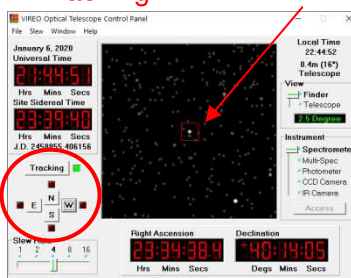 VIREO Optical Telescope Control Panel
File Slew Window Help
January 6, 2020
Universal Time
21:44:51
Hrs Mins Secs
Site Sidereal Time
23:39:40
Hrs Mins Secs
J.D. 2458855.406156
Tracking
N
E W
S
Slew Rate
1 2 4 8 16
Local Time
22:44:52
0.4m (16")
Telescope
View
Finder
Telescope
2.5 Degree
Instrument
Spectrometer
Multi-Spec
Photometer
CCD Camera
IR Camera
Access
Right Ascension
23:34:38.4
Hrs Mins Secs
Declination
+40:14:05
Degs Mins Secs